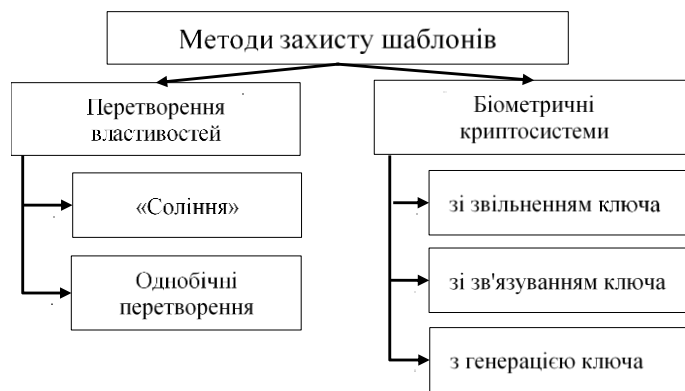 Методи захисту шаблонів
Перетворення
властивостей
«Соління»
Однобічні
перетворення
Біометричні
криптосистеми
зі звільненням ключа
зі зв'язуванням ключа
з генерацією ключа